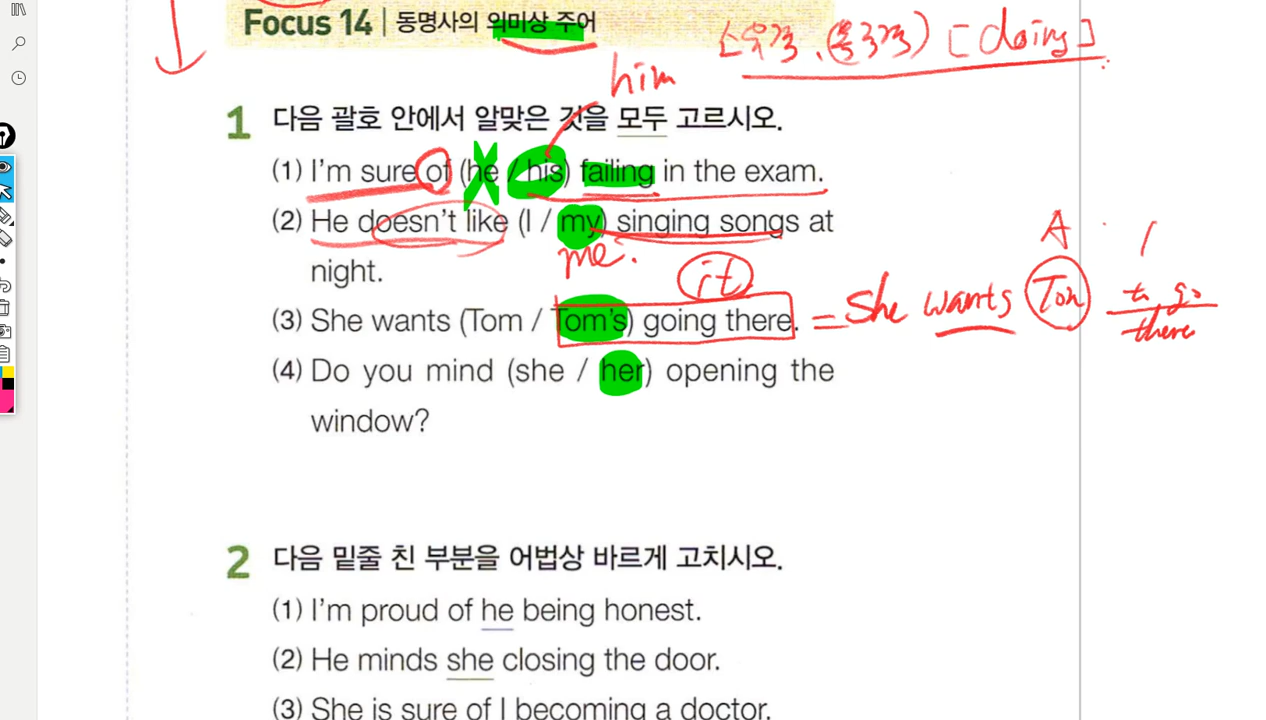 Focus 14 | 동명사의 의미상 주어
소유격, (목적격) [doing]
him
1 다음 괄호 안에서 알맞은 것을 모두 고르시오.
(1) I'm sure of (he / his) failing in the exam.
(2) He doesn't like (I / my) singing songs at
night.
me.
it
A
(3) She wants (Tom / Tom's) going there.
= She wants Tom to go
there
(4) Do you mind (she / her) opening the
window?
2 다음 밑줄 친 부분을 어법상 바르게 고치시오.
(1) I'm proud of he being honest.
(2) He minds she closing the door.
(3) She is sure of I becoming a doctor.